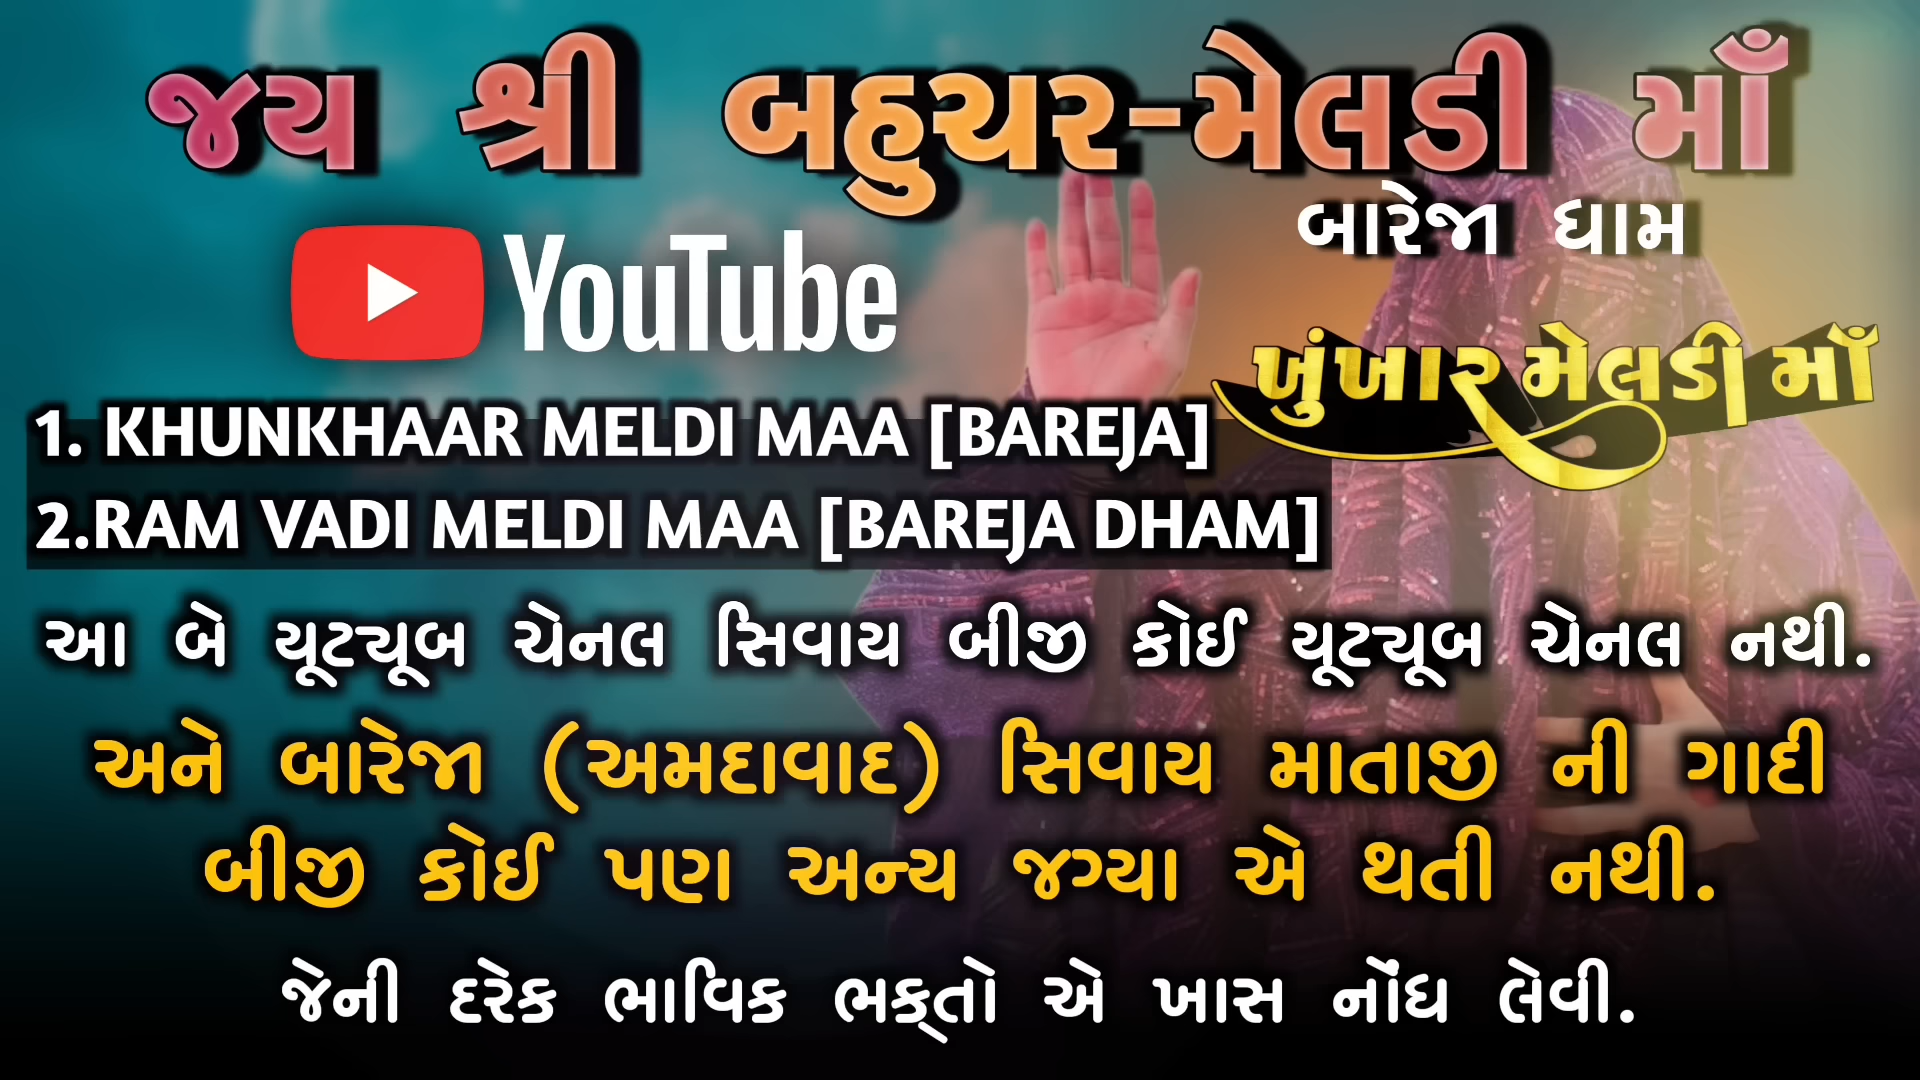 જય શ્રી બહુચર-મેલડી માઁ
બારેજા ધામ
YouTube
ખુંખાર મેલડી માઁ
1. KHUNKHAAR MELDI MAA [BAREJA]
2.RAM VADI MELDI MAA [BAREJA DHAM]
આ બે યૂટ્યૂબ ચેનલ સિવાય બીજી કોઈ યૂટ્યૂબ ચેનલ નથી.
અને બારેજા (અમદાવાદ) સિવાય માતાજી ની ગાદી
બીજી કોઈ પણ અન્ય જગ્યા એ થતી નથી.
જેની દરેક ભાવિક ભક્તો એ ખાસ નોંધ લેવી.